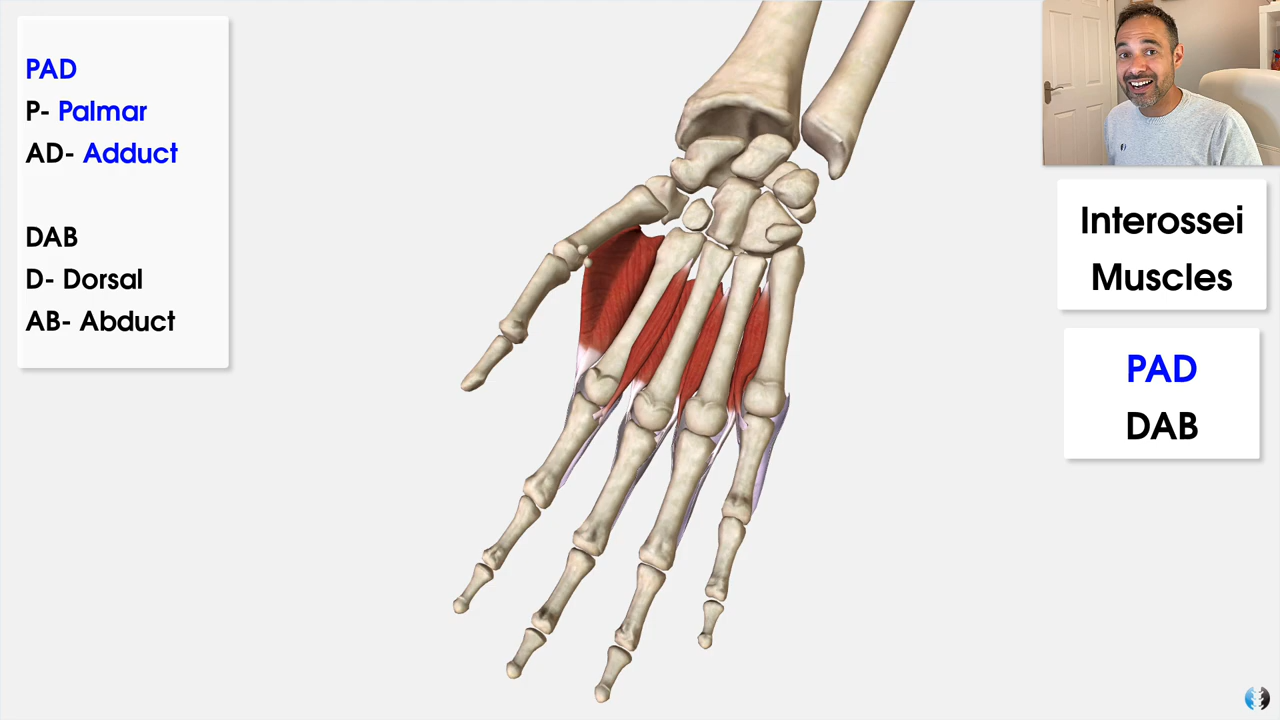 PAD
P- Palmar
AD- Adduct
DAB
D- Dorsal
AB- Abduct
Interossei
Muscles
PAD
DAB